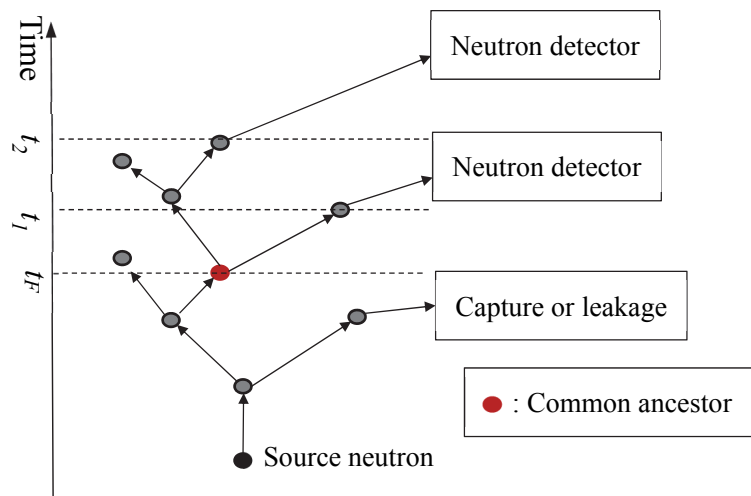 Time
Neutron detector
t2
Neutron detector
t1
tF
Capture or leakage
: Common ancestor
Source neutron